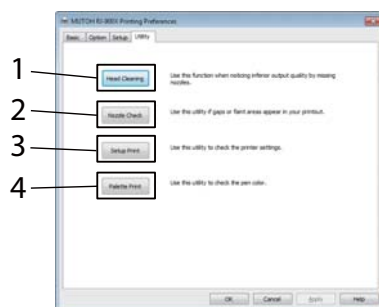 MUTOH RJ-900X Printing Preferences
Basic Option Setup Utility
1 Head Cleaning Use this function when noticing inferior output quality by missing
nozzles.
2 Nozzle Check Use this utility if gaps or faint areas appear in your printout.
3 Setup Print Use this utility to check the printer settings.
4 Palette Print Use this utility to check the pen color.
OK Cancel Apply Help